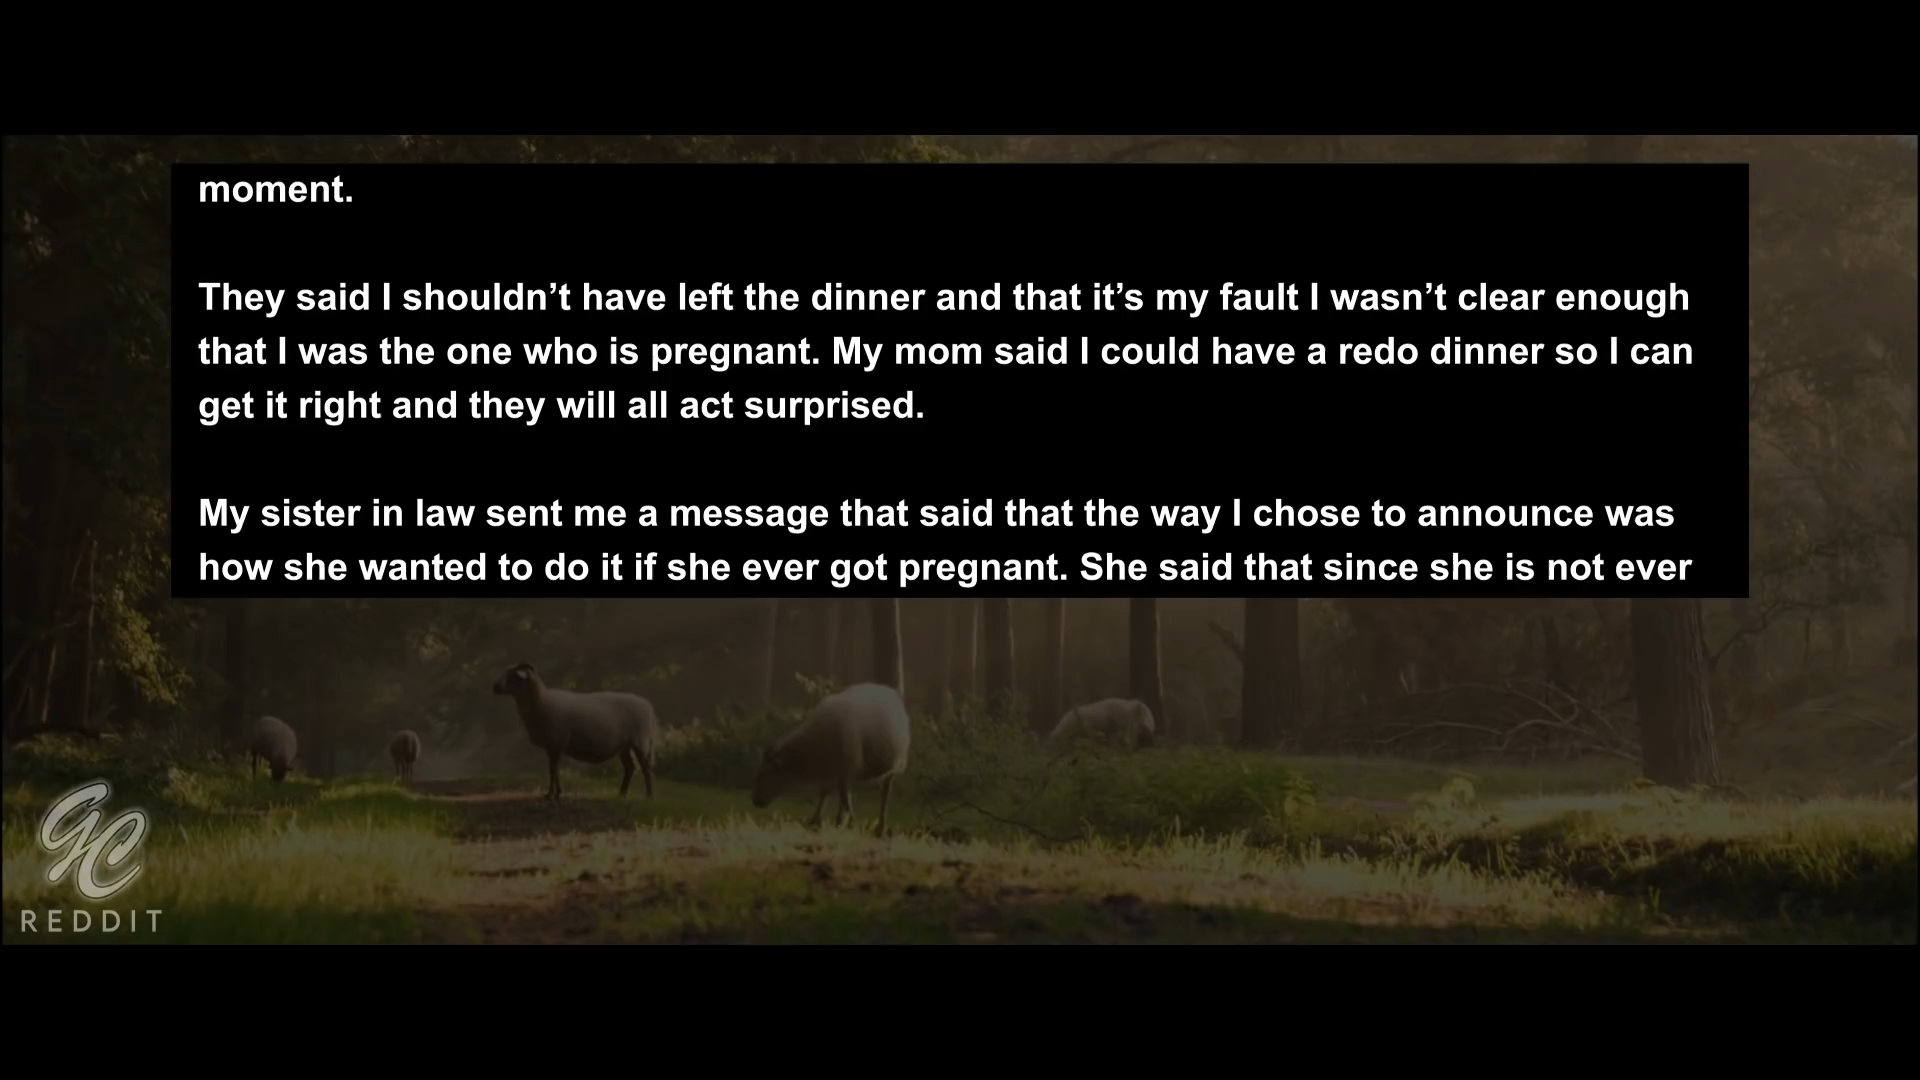 moment.
They said I shouldn’t have left the dinner and that it’s my fault I wasn’t clear enough
that I was the one who is pregnant. My mom said I could have a redo dinner so I can
get it right and they will all act surprised.
My sister in law sent me a message that said that the way I chose to announce was
how she wanted to do it if she ever got pregnant. She said that since she is not ever
GC
REDDIT